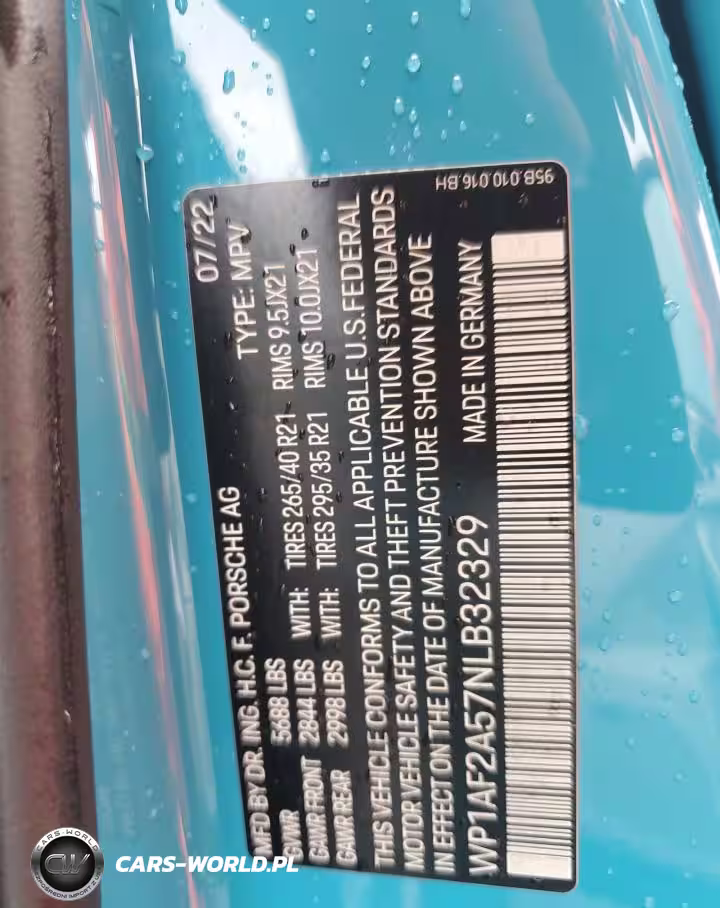 MFD BY DR. ING. H.C. F. PORSCHE AG 07/22
GVWR 5688 LBS TYPE: MPV
GAWR FRONT 2844 LBS WITH: TIRES 265/40 R21 RIMS 9.5JX21
GAWR REAR 2998 LBS WITH: TIRES 295/35 R21 RIMS 10.0JX21
THIS VEHICLE CONFORMS TO ALL APPLICABLE U.S. FEDERAL
MOTOR VEHICLE SAFETY AND THEFT PREVENTION STANDARDS
IN EFFECT ON THE DATE OF MANUFACTURE SHOWN ABOVE
WP1AF2A57NLB32329 MADE IN GERMANY
95B.010.016.BH
CARS-WORLD
CW
CARS-WORLD.PL